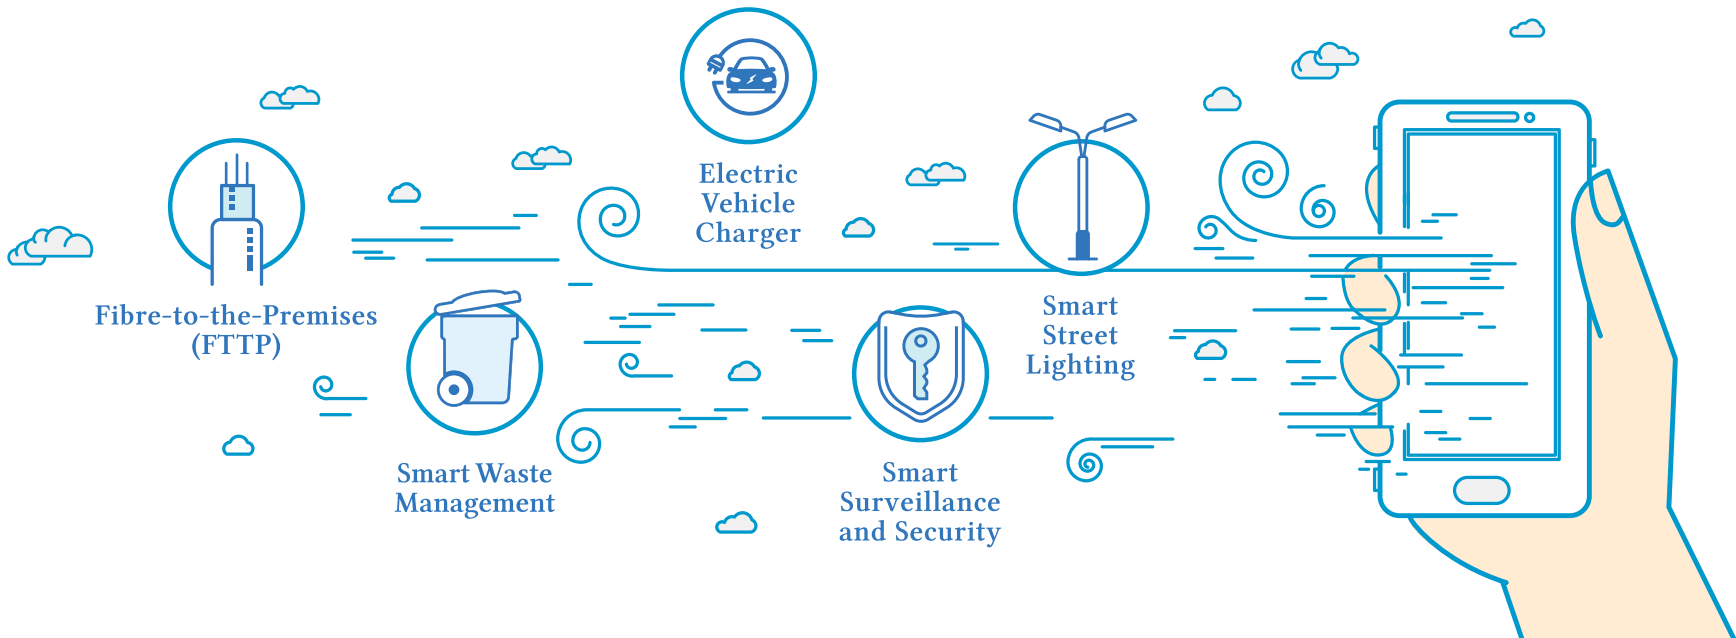 Fibre-to-the-Premises
(FTTP)
Smart Waste
Management
Electric
Vehicle
Charger
Smart
Surveillance
and Security
Smart
Street
Lighting